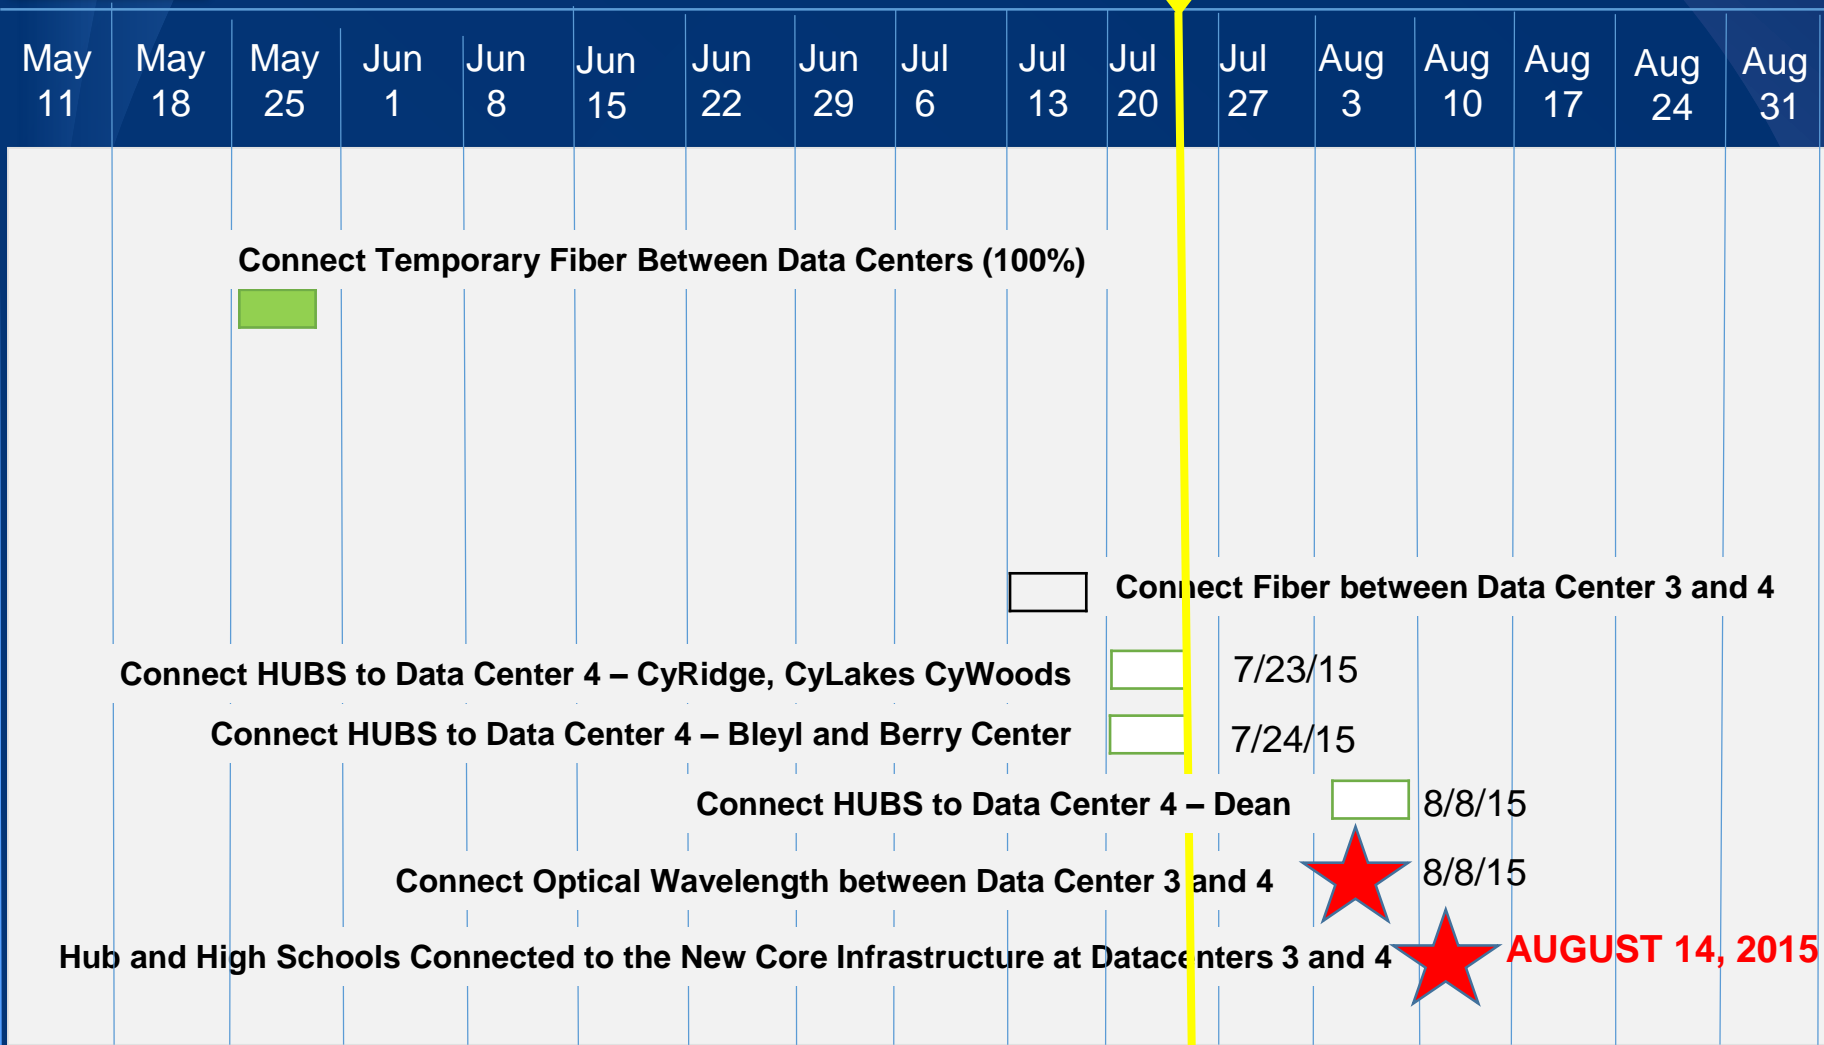 May 11
May 18
May 25
Jun 1
Jun 8
Jun 15
Jun 22
Jun 29
Jul 6
Jul 13
Jul 20
Jul 27
Aug 3
Aug 10
Aug 17
Aug 24
Aug 31
Connect Temporary Fiber Between Data Centers (100%)
Connect Fiber between Data Center 3 and 4
Connect HUBS to Data Center 4 – CyRidge, CyLakes CyWoods 7/23/15
Connect HUBS to Data Center 4 – Bleyl and Berry Center 7/24/15
Connect HUBS to Data Center 4 – Dean 8/8/15
Connect Optical Wavelength between Data Center 3 and 4 8/8/15
Hub and High Schools Connected to the New Core Infrastructure at Datacenters 3 and 4 AUGUST 14, 2015